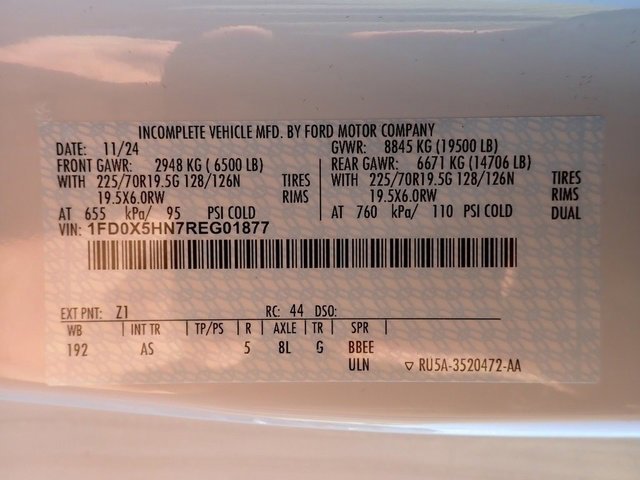 INCOMPLETE VEHICLE MFD. BY FORD MOTOR COMPANY
DATE: 11/24 GVWR: 8845 KG (19500 LB)
FRONT GAWR: 2948 KG ( 6500 LB) REAR GAWR: 6671 KG (14706 LB)
WITH 225/70R19.5G 128/126N TIRES WITH 225/70R19.5G 128/126N TIRES
19.5X6.0RW RIMS 19.5X6.0RW RIMS
AT 655 kPa/ 95 PSI COLD AT 760 kPa/ 110 PSI COLD DUAL
VIN: 1FD0X5HN7REG01877
EXT PNT: Z1 RC: 44 DSO:
WB INT TR TP/PS R AXLE TR SPR
192 AS 5 8L G BBEE
ULN ▽ RU5A-3520472-AA